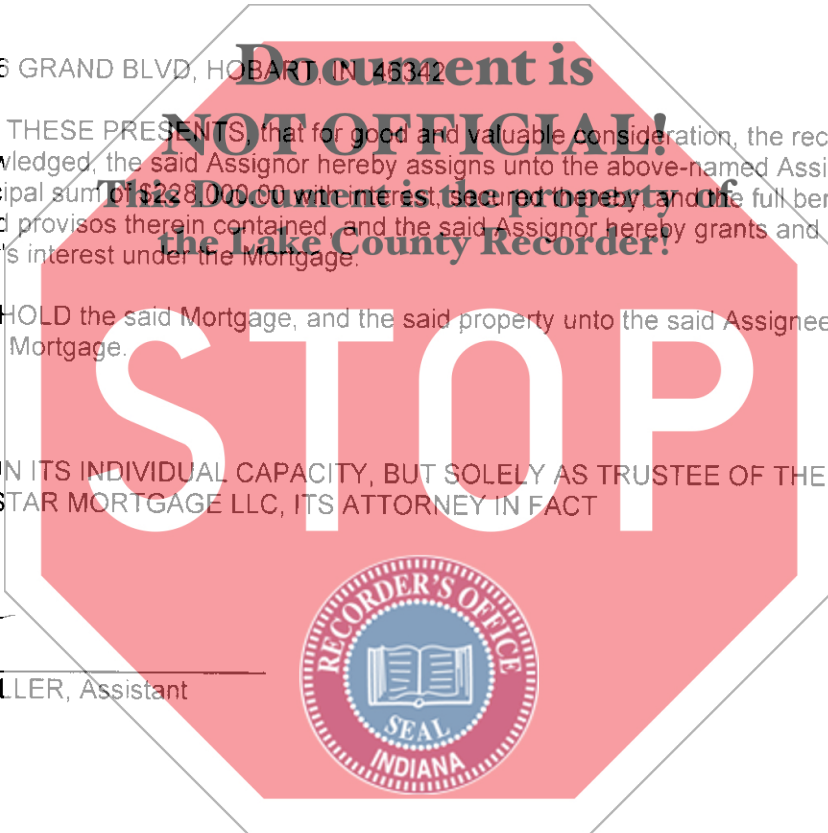 6 GRAND BLVD, HOBART, IN 46342
Document is
NOT OFFICIAL!
THESE PRESENTS, that for good and valuable consideration, the rec
wledged, the said Assignor hereby assigns unto the above-named Assi
ipal sum of $228,000.00 with interest, secured thereby, and the full ben
This Document is the property of
d provisos therein contained, and the said Assignor hereby grants and
the Lake County Recorder!
's interest under the Mortgage.
HOLD the said Mortgage, and the said property unto the said Assignee
Mortgage.
STOP
N ITS INDIVIDUAL CAPACITY, BUT SOLELY AS TRUSTEE OF THE
STAR MORTGAGE LLC, ITS ATTORNEY IN FACT
RECORDER'S OFFICE
SEAL
INDIANA
LLER, Assistant